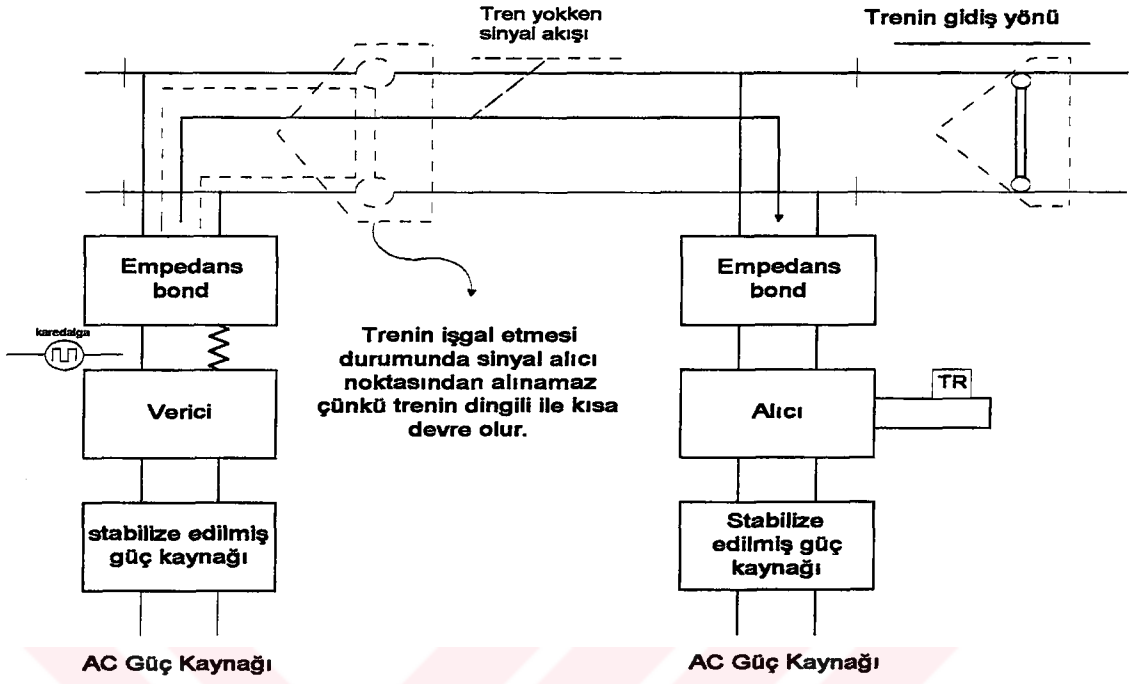 Tren yokken
sinyal akışı
Trenin gidiş yönü
Empedans
bond
Empedans
bond
karedalga
Trenin işgal etmesi
durumunda sinyal alıcı
noktasından alınamaz
çünkü trenin dingili ile kısa
devre olur.
Verici
Alıcı
TR
stabilize edilmiş
güç kaynağı
Stabilize
edilmiş güç
kaynağı
AC Güç Kaynağı
AC Güç Kaynağı